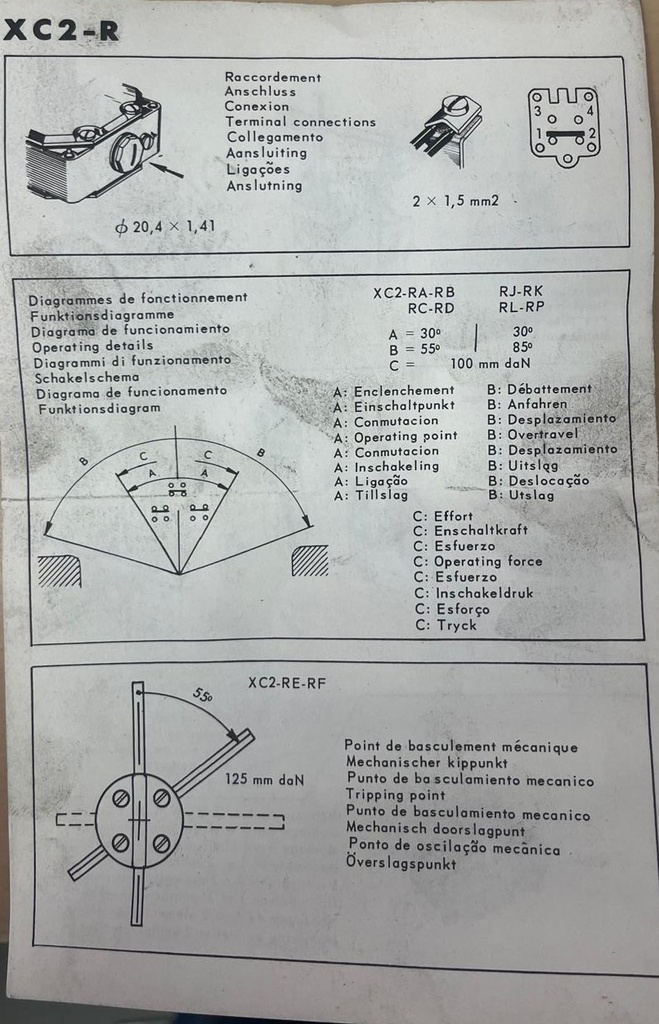 XC2-R
Raccordement
Anschluss
Conexion
Terminal connections
Collegamento
Aansluiting
Ligações
Anslutning
ϕ 20,4 × 1,41
2 × 1,5 mm2
3 4
1 2
Diagrammes de fonctionnement
Funktionsdiagramme
Diagrama de funcionamiento
Operating details
Diagrammi di funzionamento
Schakelschema
Diagrama de funcionamento
Funktionsdiagram
XC2-RA-RB RJ-RK
RC-RD RL-RP
A = 30° | 30°
B = 55° | 85°
C = 100 mm daN
A: Enclenchement
A: Einschaltpunkt
A: Conmutacion
A: Operating point
A: Conmutacion
A: Inschakeling
A: Ligação
A: Tillslag
B: Débattement
B: Anfahren
B: Desplazamiento
B: Overtravel
B: Desplazamiento
B: Uitslag
B: Deslocação
B: Utslag
C: Effort
C: Enschaltkraft
C: Esfuerzo
C: Operating force
C: Esfuerzo
C: Inschakeldruk
C: Esforço
C: Tryck
B C C B
A A
XC2-RE-RF
55°
125 mm daN
Point de basculement mécanique
Mechanischer kippunkt
Punto de basculamiento mecanico
Tripping point
Punto de basculamiento mecanico
Mechanisch doorslagpunt
Ponto de oscilação mecânica
Överslagspunkt